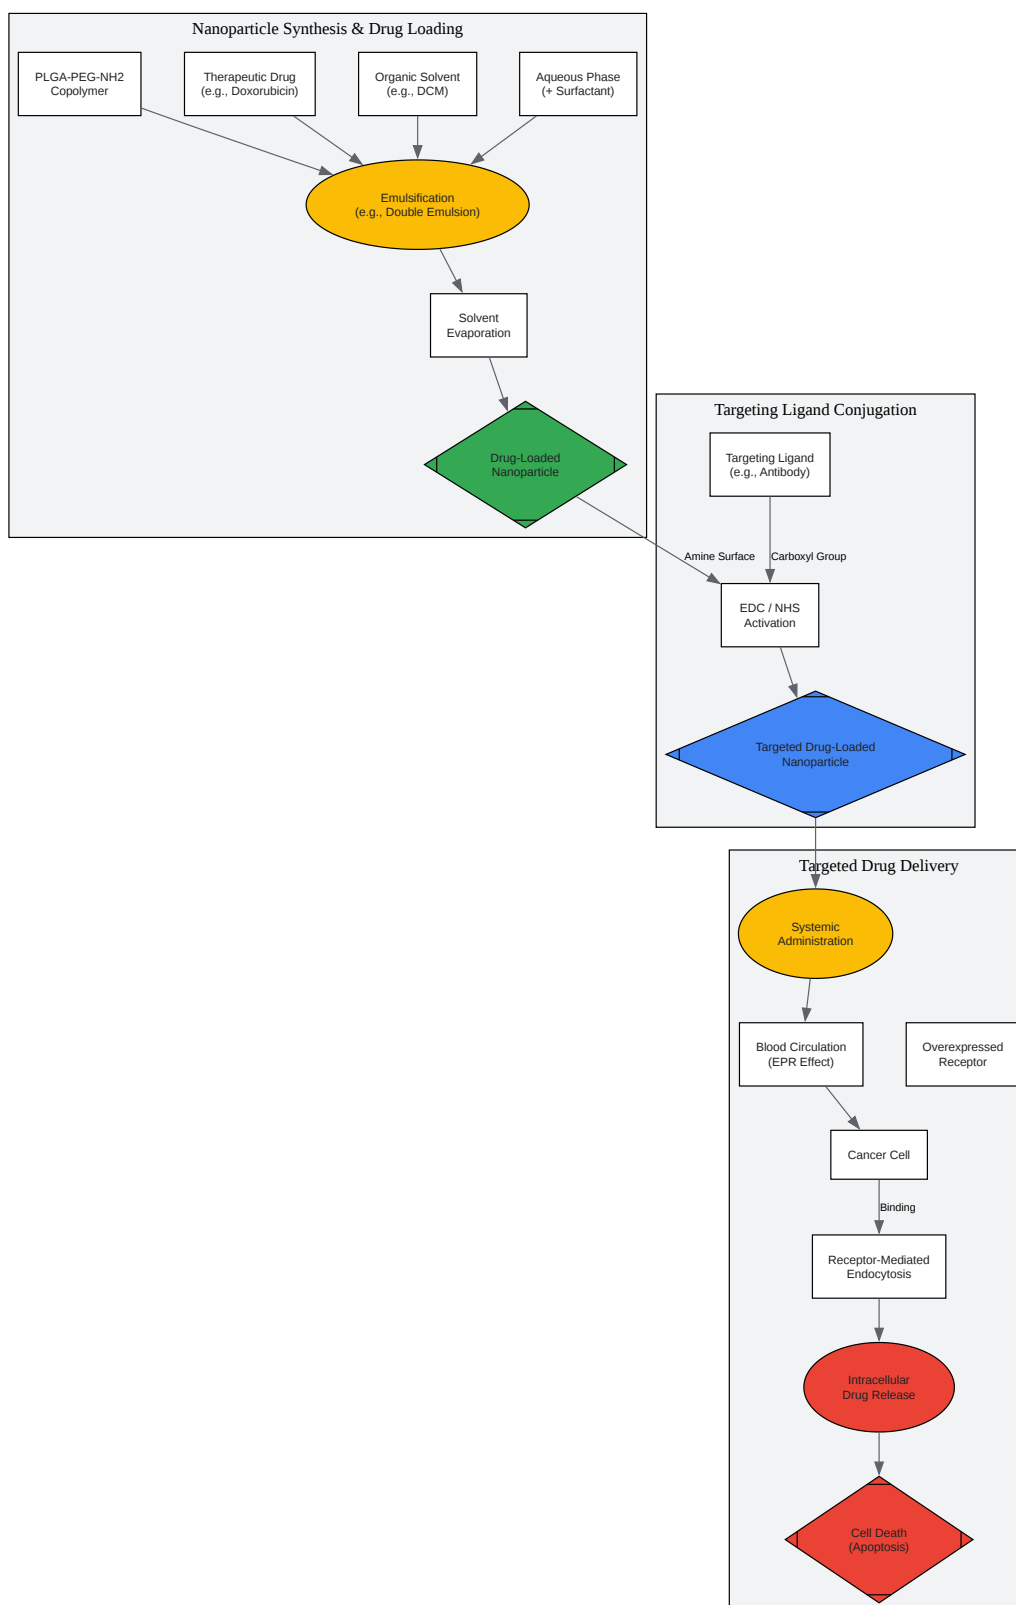 Nanoparticle Synthesis & Drug Loading
PLGA-PEG-NH2
Copolymer
Therapeutic Drug
(e.g., Doxorubicin)
Organic Solvent
(e.g., DCM)
Aqueous Phase
(+ Surfactant)
Emulsification
(e.g., Double Emulsion)
Solvent
Evaporation
Drug-Loaded
Nanoparticle
Targeting Ligand Conjugation
Targeting Ligand
(e.g., Antibody)
Amine Surface
Carboxyl Group
EDC / NHS
Activation
Targeted Drug-Loaded
Nanoparticle
Targeted Drug Delivery
Systemic
Administration
Blood Circulation
(EPR Effect)
Overexpressed
Receptor
Cancer Cell
Binding
Receptor-Mediated
Endocytosis
Intracellular
Drug Release
Cell Death
(Apoptosis)